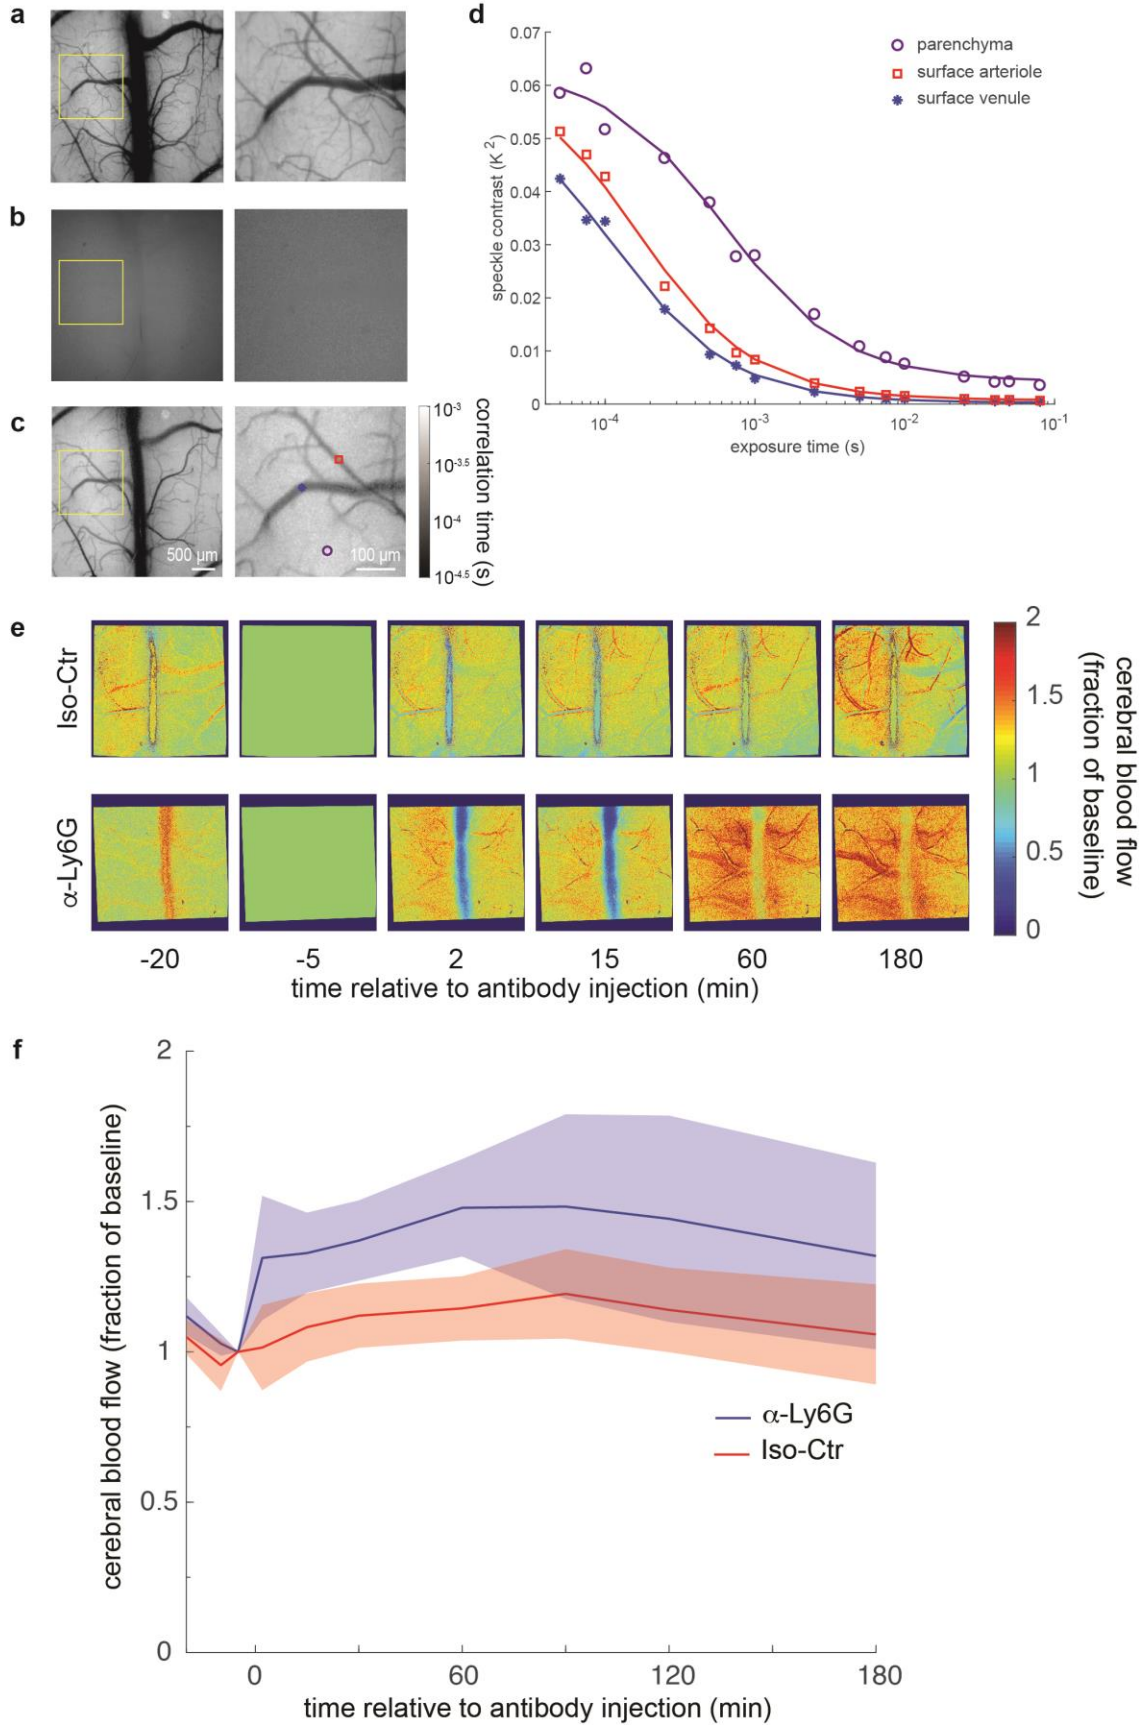 a
b
c
500 µm
100 µm
10-3
10-3.5
10-4
10-4.5
correlation time (s)
d
0.07
0.06
0.05
0.04
0.03
0.02
0.01
0
speckle contrast (K2)
10-4
10-3
10-2
10-1
exposure time (s)
parenchyma
surface arteriole
surface venule
e
Iso-Ctr
α-Ly6G
-20
-5
2
15
60
180
time relative to antibody injection (min)
2
1.5
1
0.5
0
cerebral blood flow
(fraction of baseline)
f
2
1.5
1
0.5
0
cerebral blood flow (fraction of baseline)
α-Ly6G
Iso-Ctr
0
60
120
180
time relative to antibody injection (min)